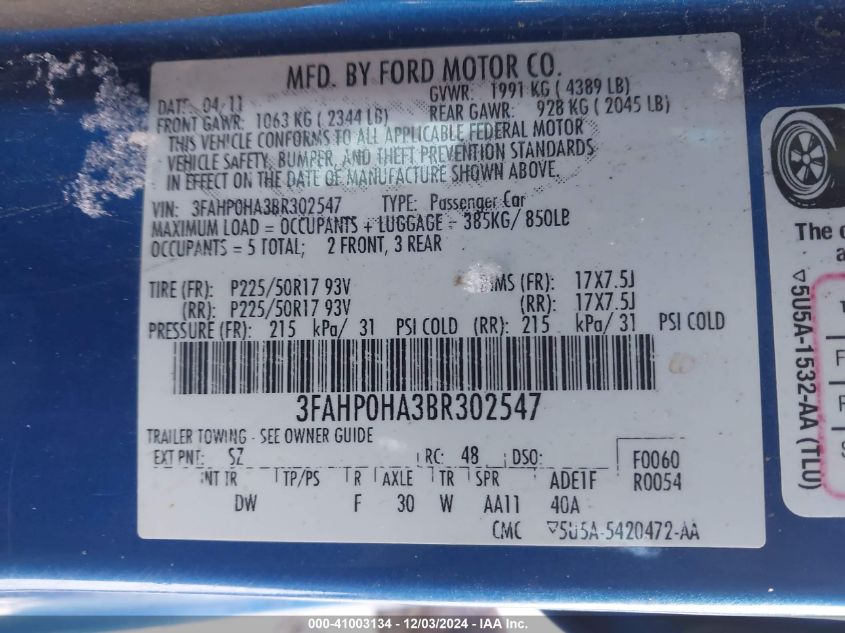 MFD. BY FORD MOTOR CO.
DATE: 04/11 GVWR: 1991 KG ( 4389 LB)
FRONT GAWR: 1063 KG ( 2344 LB) REAR GAWR: 928 KG ( 2045 LB)
THIS VEHICLE CONFORMS TO ALL APPLICABLE FEDERAL MOTOR
VEHICLE SAFETY, BUMPER, AND THEFT PREVENTION STANDARDS
IN EFFECT ON THE DATE OF MANUFACTURE SHOWN ABOVE.
VIN: 3FAHP0HA3BR302547 TYPE: Passenger Car
MAXIMUM LOAD = OCCUPANTS + LUGGAGE = 385KG/ 850LB
OCCUPANTS = 5 TOTAL; 2 FRONT, 3 REAR
TIRE (FR): P225/50R17 93V RIMS (FR): 17X7.5J
(RR): P225/50R17 93V (RR): 17X7.5J
PRESSURE (FR): 215 kPa/ 31 PSI COLD (RR): 215 kPa/ 31 PSI COLD
3FAHP0HA3BR302547
TRAILER TOWING - SEE OWNER GUIDE
EXT PNT: SZ RC: 48 DSO: F0060
INT TR TP/PS R AXLE TR SPR ADE1F R0054
DW F 30 W AA11 40A
CMC ▽5U5A-5420472-AA
The
▽5U5A-1532-AA (TLU)
000-41003134 - 12/03/2024 - IAA Inc.